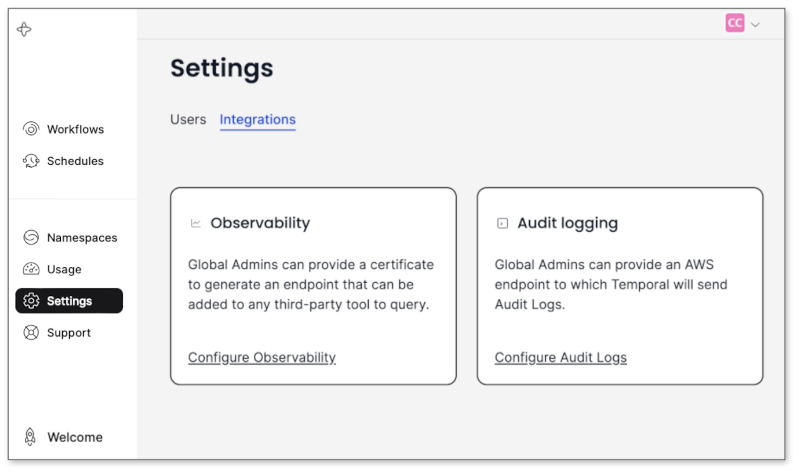 CC
Settings
Users Integrations
Workflows
Schedules
Namespaces
Usage
Settings
Support
Welcome
Observability
Global Admins can provide a certificate
to generate an endpoint that can be
added to any third-party tool to query.
Configure Observability
Audit logging
Global Admins can provide an AWS
endpoint to which Temporal will send
Audit Logs.
Configure Audit Logs